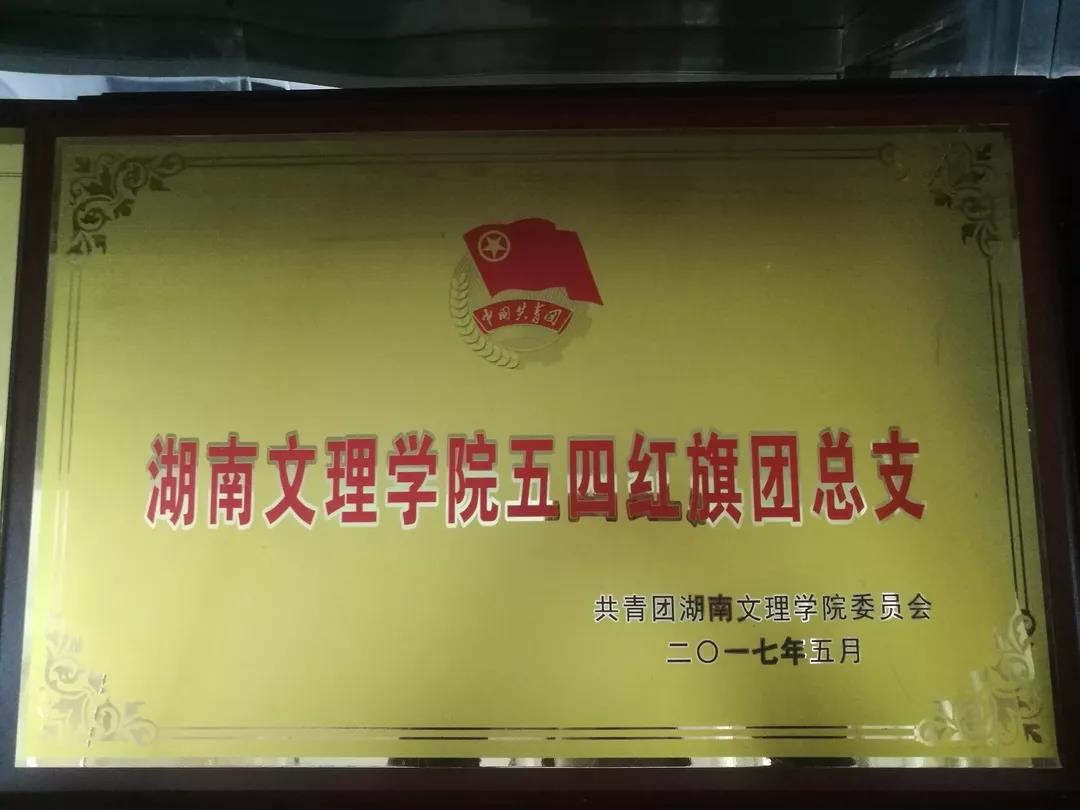 中国共青团
湖南文理学院五四红旗团总支
共青团湖南文理学院委员会
二〇一七年五月